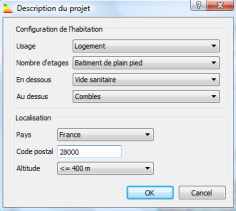 Description du projet
Configuration de l'habitation
Usage Logement
Nombre d'etages Batiment de plain pied
En dessous Vide sanitaire
Au dessus Combles
Localisation
Pays France
Code postal 28000
Altitude <= 400 m
OK Cancel